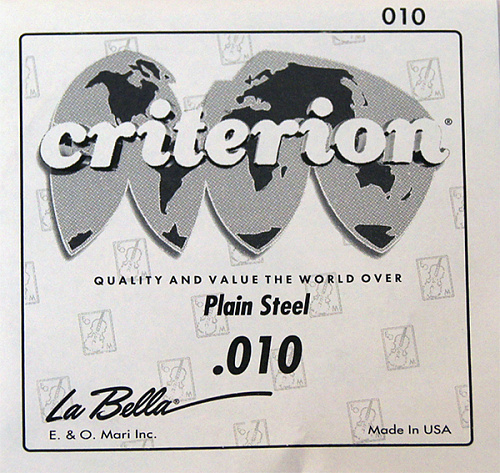 010
criterion®
QUALITY AND VALUE THE WORLD OVER
Plain Steel
.010
La Bella®
E. & O. Mari Inc.
Made In USA